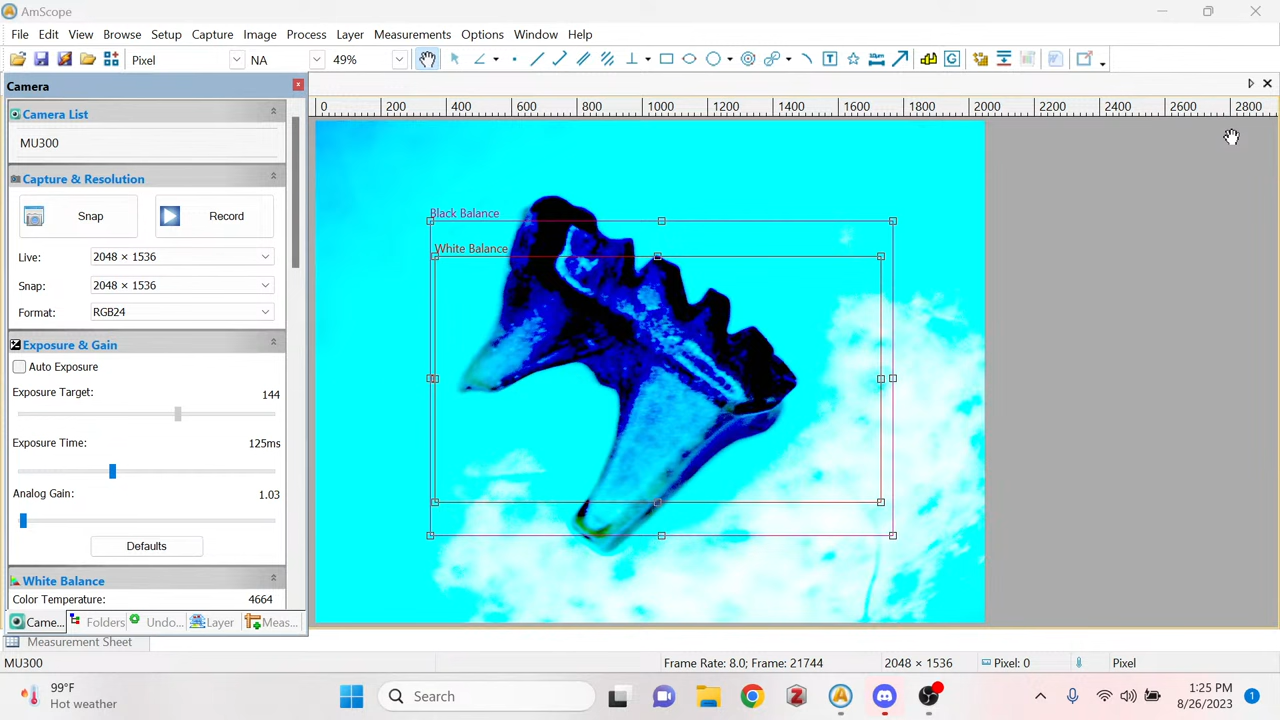 AmScope
File Edit View Browse Setup Capture Image Process Layer Measurements Options Window Help
Pixel NA 49%
Camera
0 200 400 600 800 1000 1200 1400 1600 1800 2000 2200 2400 2600 2800
Camera List
MU300
Capture & Resolution
Snap Record
Live: 2048 × 1536
Snap: 2048 × 1536
Format: RGB24
Exposure & Gain
Auto Exposure
Exposure Target: 144
Exposure Time: 125ms
Analog Gain: 1.03
Defaults
White Balance
Color Temperature: 4664
Came... Folders Undo... Layer Meas...
Black Balance
White Balance
Measurement Sheet
MU300 Frame Rate: 8.0; Frame: 21744 2048 × 1536 Pixel: 0 Pixel
99°F
Hot weather
Search
1:25 PM
8/26/2023
1